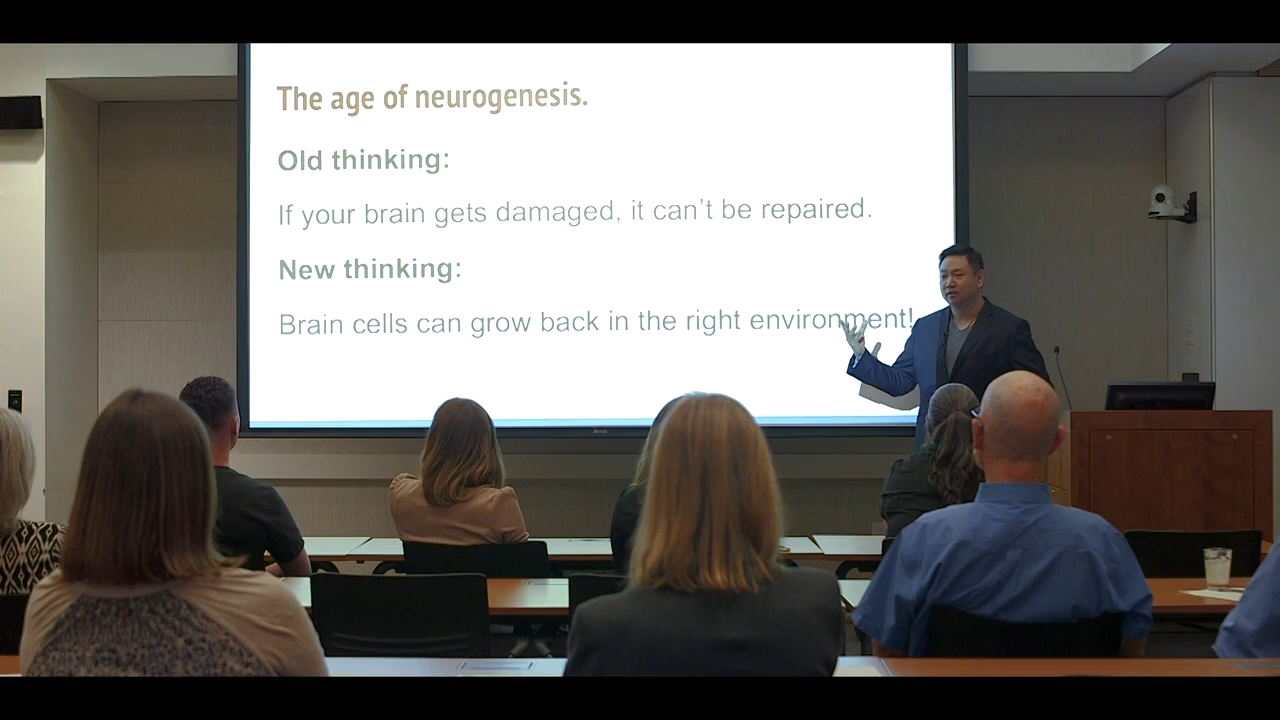 The age of neurogenesis.
Old thinking:
If your brain gets damaged, it can't be repaired.
New thinking:
Brain cells can grow back in the right environment!